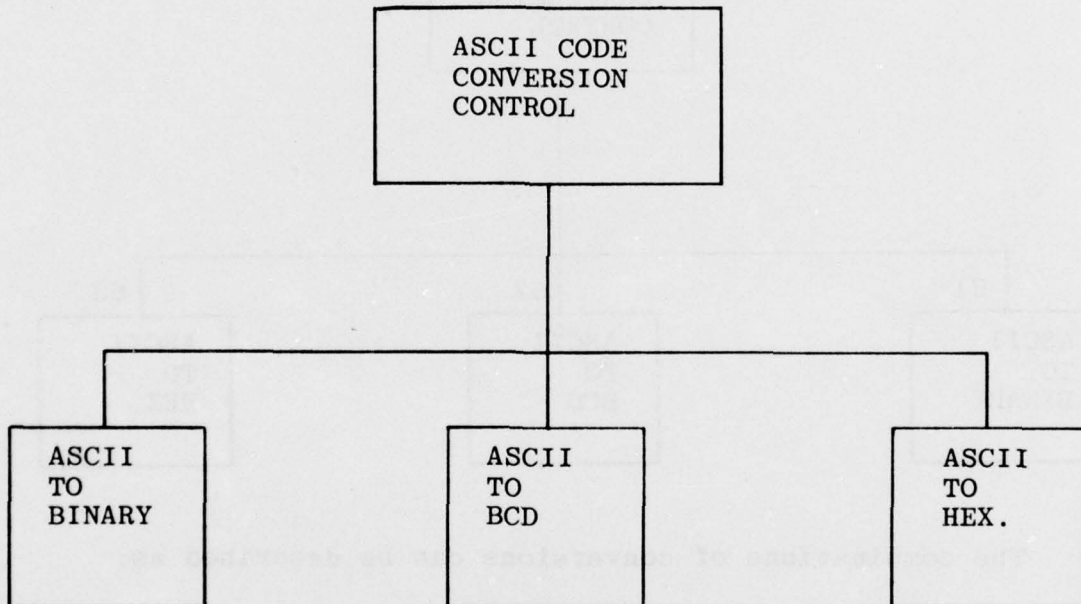 ASCII CODE
CONVERSION
CONTROL
ASCII
TO
BINARY
ASCII
TO
BCD
ASCII
TO
HEX.